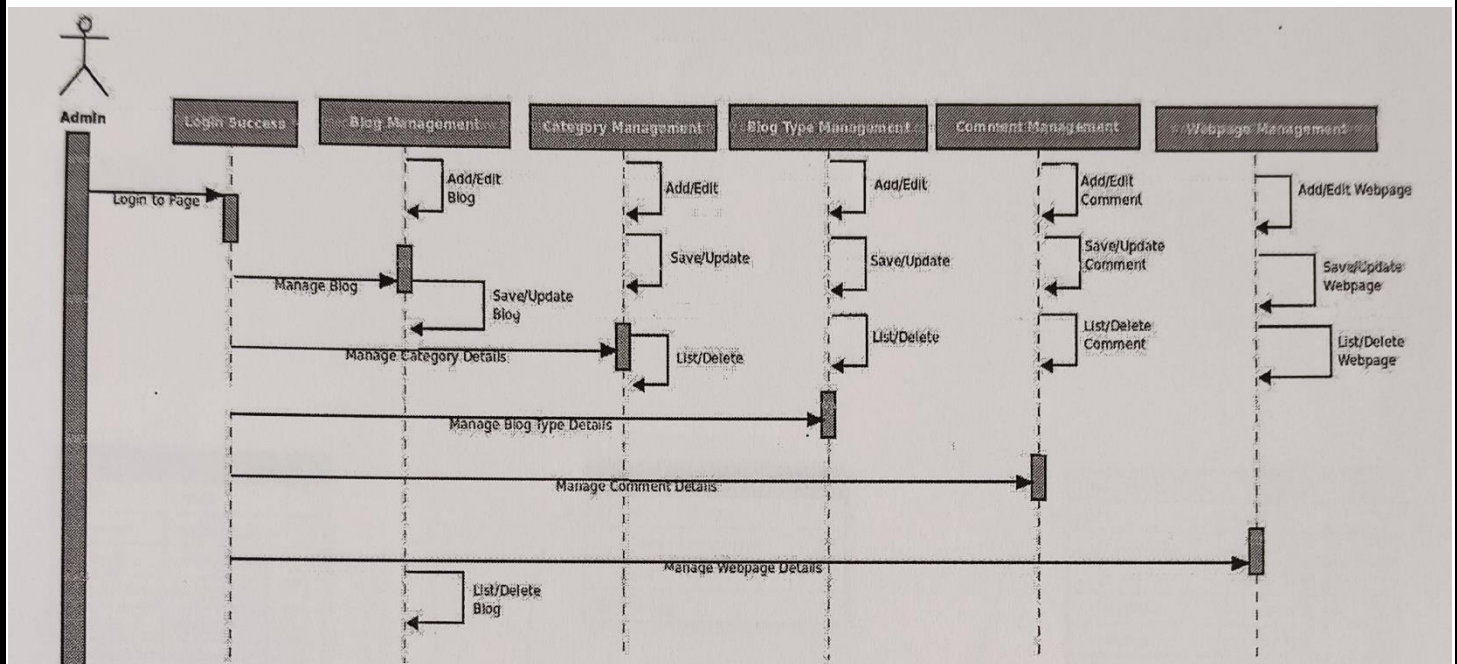 Admin
Login Success
Blog Management
Category Management
Blog Type Management
Comment Management
Webpage Management
Add/Edit
Blog
Add/Edit
Add/Edit
Add/Edit
Comment
Add/Edit Webpage
Login to Page
Save/Update
Save/Update
Save/Update
Comment
Save/Update
Webpage
Manage Blog
Save/Update
Blog
List/Delete
List/Delete
Comment
List/Delete
Webpage
Manage Category Details
List/Delete
Manage Blog Type Details
Manage Comment Details
Manage Webpage Details
List/Delete
Blog